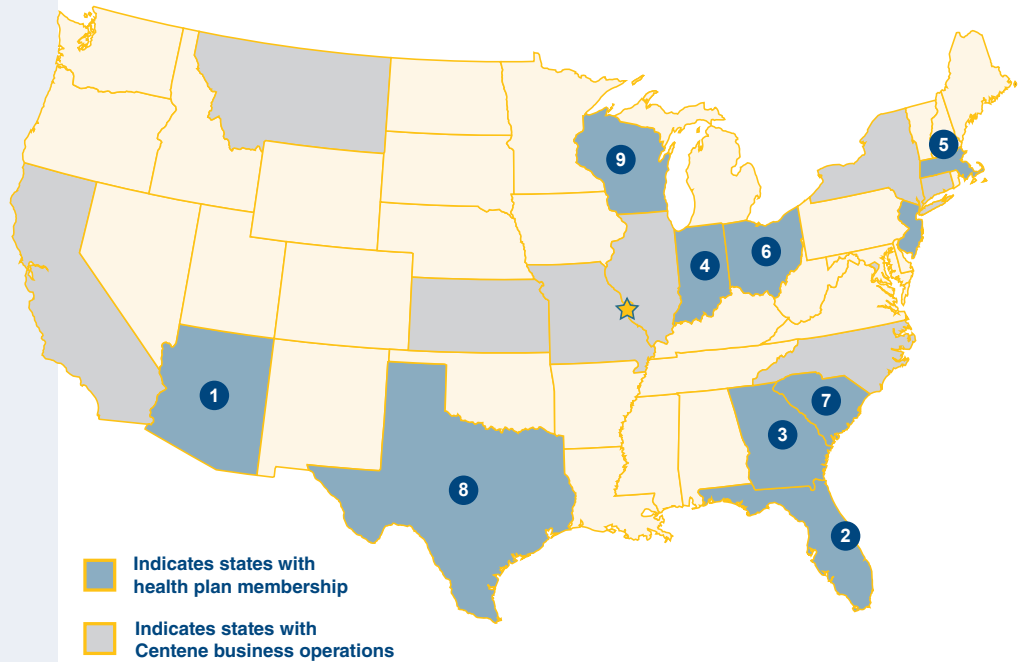 9
5
6
4
1
7
3
8
2
Indicates states with
health plan membership
Indicates states with
Centene business operations